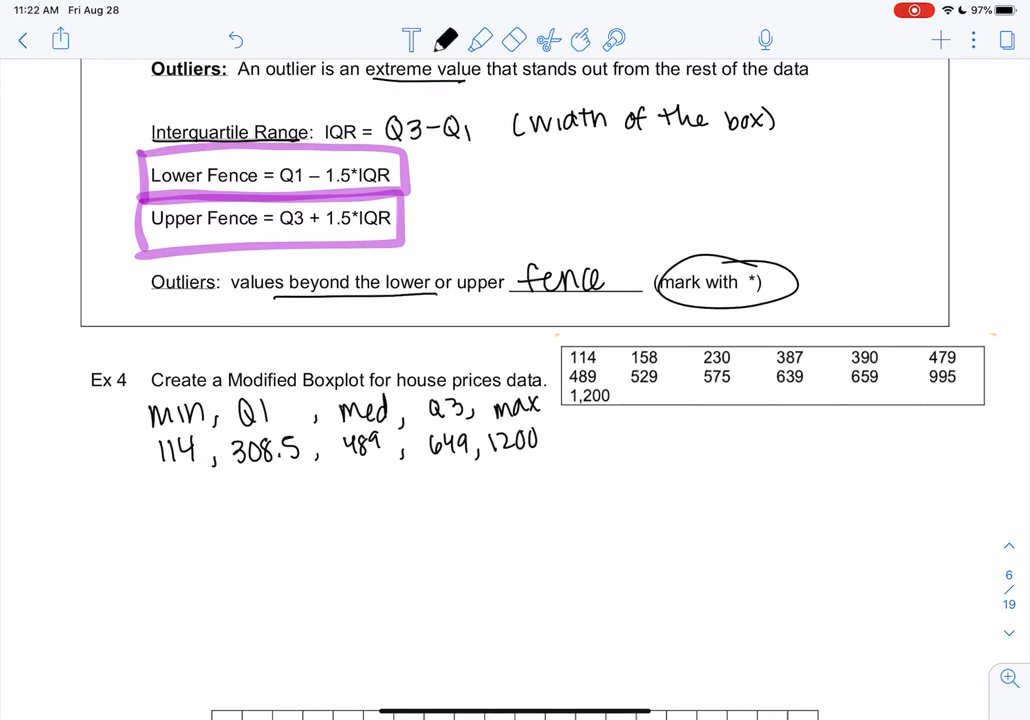 11:22 AM Fri Aug 28 97%
Outliers: An outlier is an extreme value that stands out from the rest of the data
Interquartile Range: IQR = Q3-Q1 (Width of the box)
Lower Fence = Q1 – 1.5*IQR
Upper Fence = Q3 + 1.5*IQR
Outliers: values beyond the lower or upper fence (mark with *)
Ex 4 Create a Modified Boxplot for house prices data.
114 158 230 387 390 479
489 529 575 639 659 995
1,200
min, Q1 , med, Q3, max
114, 308.5, 489, 649, 1200
6
/
19